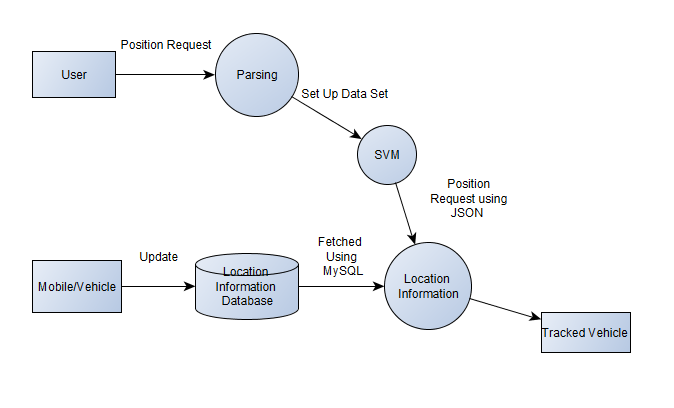 Position Request
User
Parsing
Set Up Data Set
SVM
Position
Request using
JSON
Update
Fetched
Using
MySQL
Mobile/Vehicle
Location
Information
Database
Location
Information
Tracked Vehicle